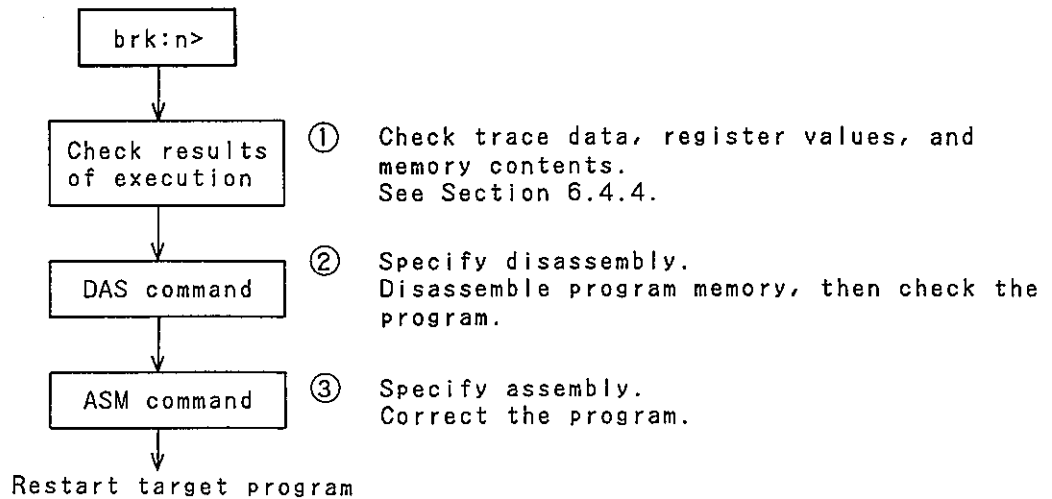 brk:n>
Check results
of execution
① Check trace data, register values, and
memory contents.
See Section 6.4.4.
DAS command
② Specify disassembly.
Disassemble program memory, then check the
program.
ASM command
③ Specify assembly.
Correct the program.
Restart target program